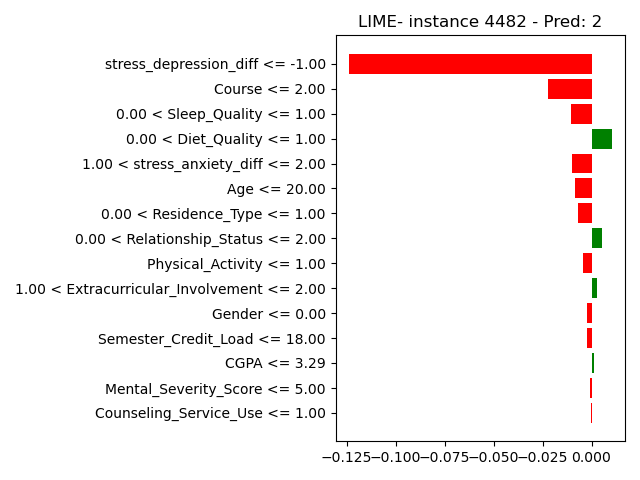 LIME- instance 4482 - Pred: 2
stress_depression_diff <= -1.00
Course <= 2.00
0.00 < Sleep_Quality <= 1.00
0.00 < Diet_Quality <= 1.00
1.00 < stress_anxiety_diff <= 2.00
Age <= 20.00
0.00 < Residence_Type <= 1.00
0.00 < Relationship_Status <= 2.00
Physical_Activity <= 1.00
1.00 < Extracurricular_Involvement <= 2.00
Gender <= 0.00
Semester_Credit_Load <= 18.00
CGPA <= 3.29
Mental_Severity_Score <= 5.00
Counseling_Service_Use <= 1.00
−0.125 −0.100 −0.075 −0.050 −0.025 0.000